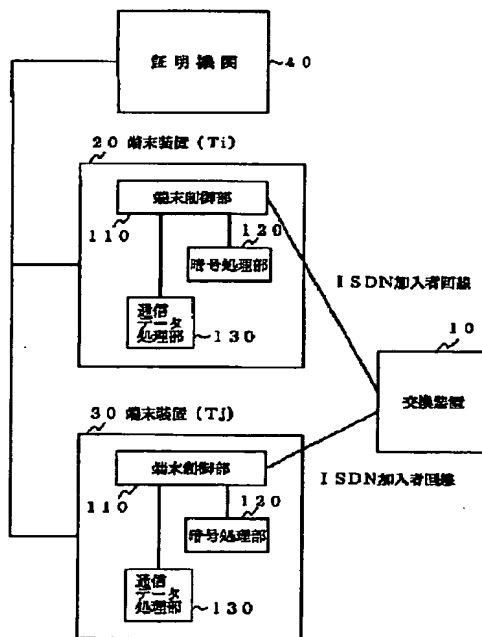 証明機関
40
20 端末装置(Ti)
端末制御部
110
120
暗号処理部
通信
データ
処理部
130
ISDN加入者回線
10
交換装置
30 端末装置(Tj)
ISDN加入者回線
端末制御部
110
120
暗号処理部
通信
データ
処理部
130